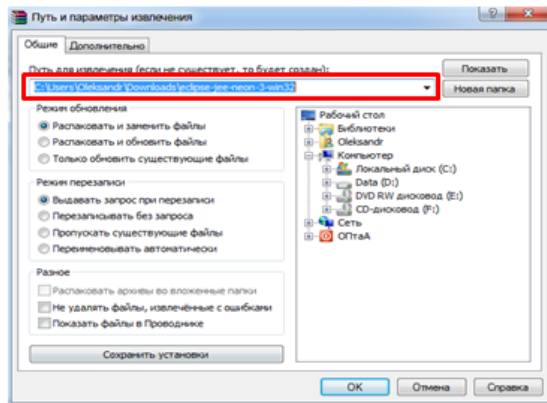 Путь и параметры извлечения
Общие
Дополнительно
Путь для извлечения (если не существует, то будет создан):
Показать
C:\Users\Oleksandr\Downloads\eclipse-jee-neon-3-win32
Новая папка
Режим обновления
Распаковать и заменить файлы
Распаковать и обновить файлы
Только обновить существующие файлы
Режим перезаписи
Выдавать запрос при перезаписи
Перезаписывать без запроса
Пропускать существующие файлы
Переименовывать автоматически
Разное
Распаковать архивы во вложенные папки
Не удалять файлы, извлечённые с ошибками
Показать файлы в Проводнике
Сохранить установки
Рабочий стол
Библиотеки
Oleksandr
Компьютер
Локальный диск (C:)
Data (D:)
DVD RW дисковод (E:)
CD-дисковод (F:)
Сеть
ОПтаА
ОК
Отмена
Справка